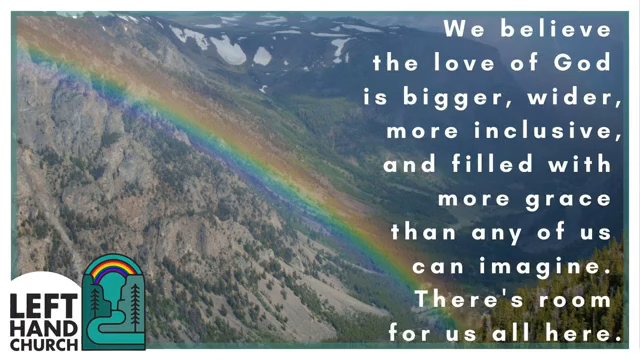 We believe
the love of God
is bigger, wider,
more inclusive,
and filled with
more grace
than any of us
can imagine.
There's room
for us all here.
LEFT
HAND
CHURCH